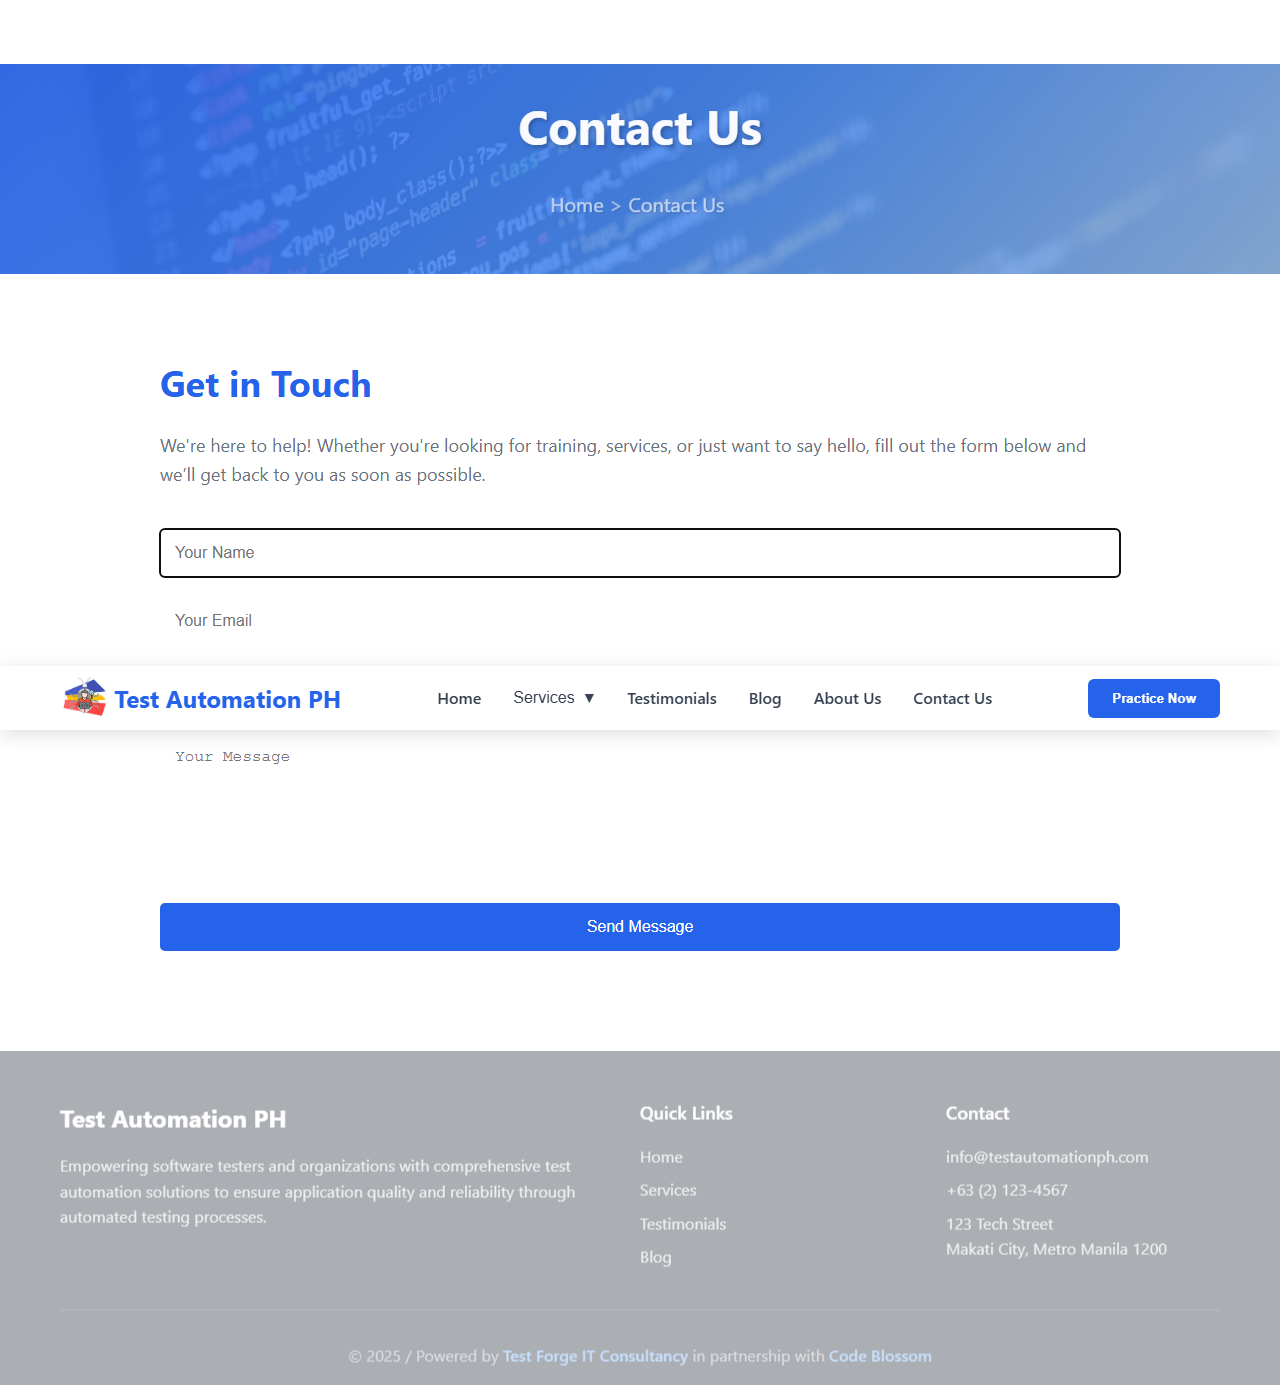 Contact Us
Home > Contact Us
Get in Touch
We're here to help! Whether you're looking for training, services, or just want to say hello, fill out the form below and
we’ll get back to you as soon as possible.
Your Name
Your Email
Test Automation PH
Home
Services ▼
Testimonials
Blog
About Us
Contact Us
Practice Now
Your Message
Send Message
Test Automation PH
Empowering software testers and organizations with comprehensive test
automation solutions to ensure application quality and reliability through
automated testing processes.
Quick Links
Home
Services
Testimonials
Blog
Contact
info@testautomationph.com
+63 (2) 123-4567
123 Tech Street
Makati City, Metro Manila 1200
© 2025 / Powered by Test Forge IT Consultancy in partnership with Code Blossom